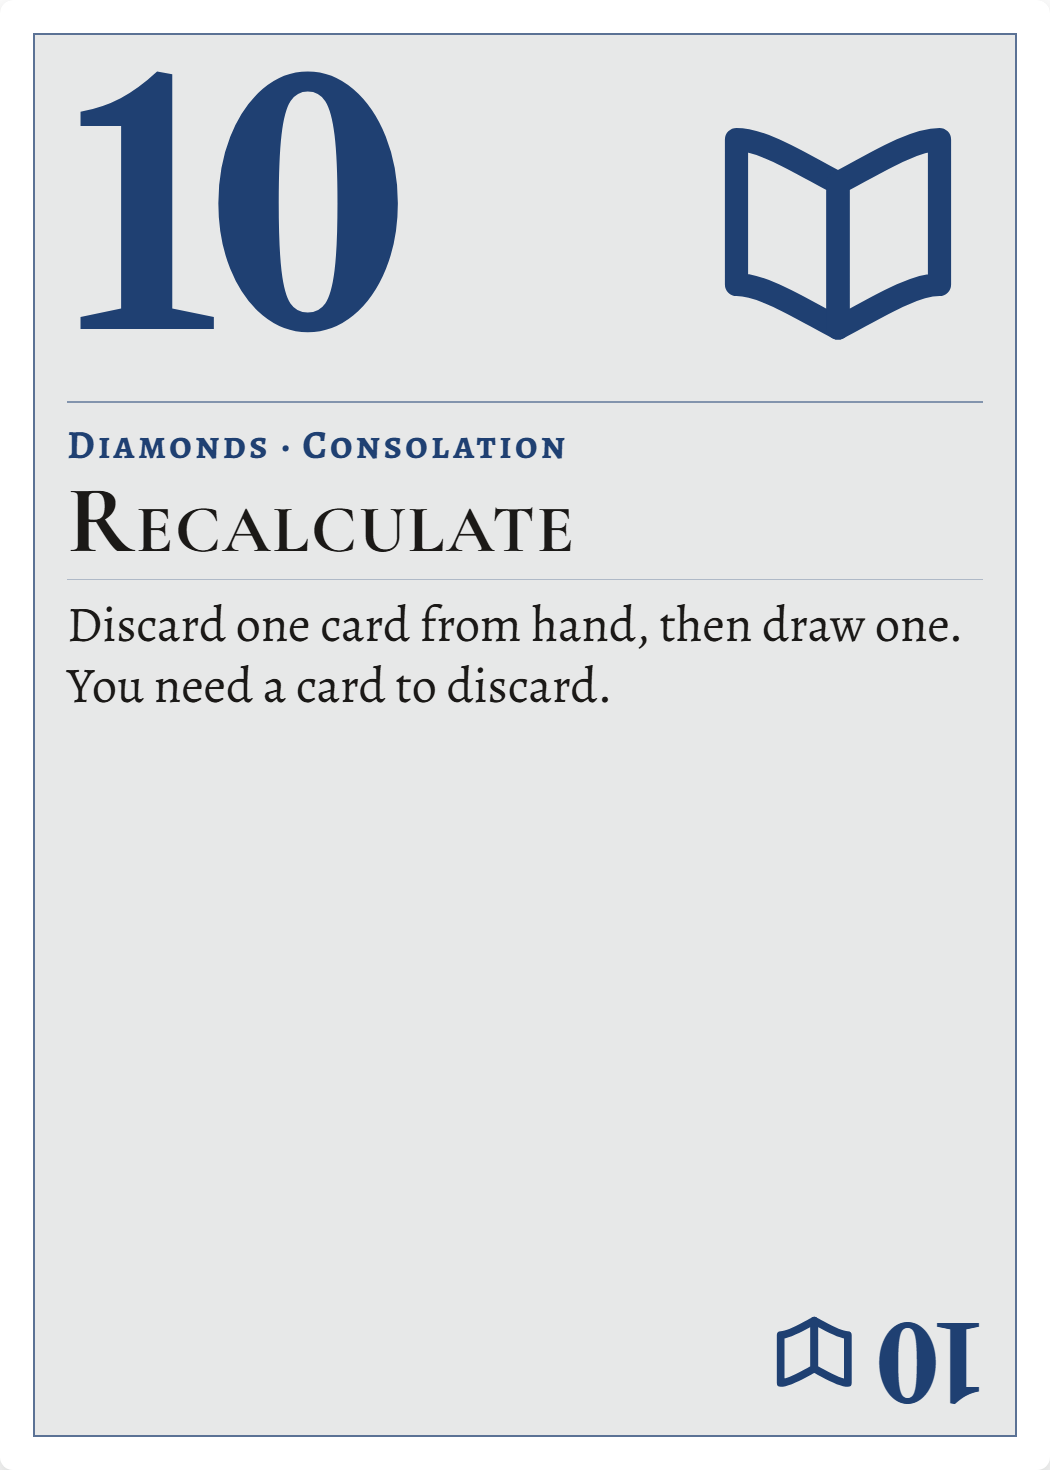 10
Diamonds · Consolation
Recalculate
Discard one card from hand, then draw one.
You need a card to discard.
10